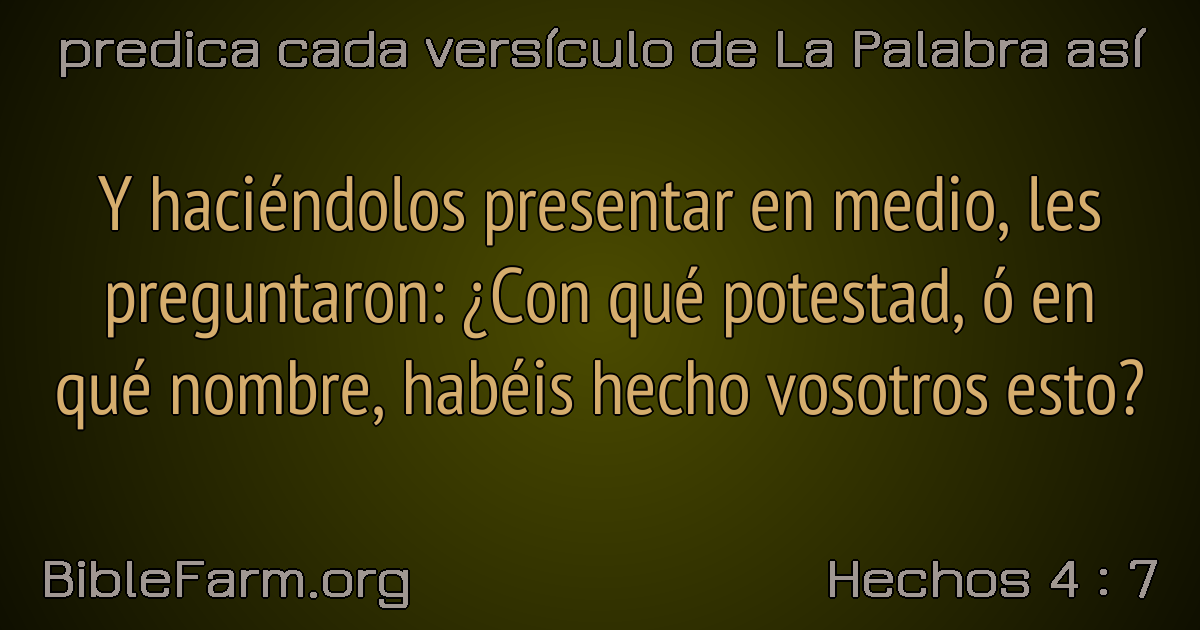 predica cada versículo de La Palabra así
Y haciéndolos presentar en medio, les
preguntaron: ¿Con qué potestad, ó en
qué nombre, habéis hecho vosotros esto?
BibleFarm.org
Hechos 4 : 7